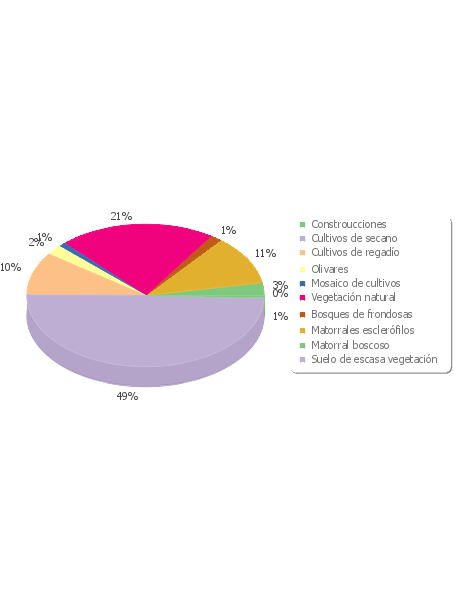 21%
1%
1%
2%
11%
10%
3%
0%
1%
49%
Construcciones
Cultivos de secano
Cultivos de regadío
Olivares
Mosaico de cultivos
Vegetación natural
Bosques de frondosas
Matorrales esclerófilos
Matorral boscoso
Suelo de escasa vegetación